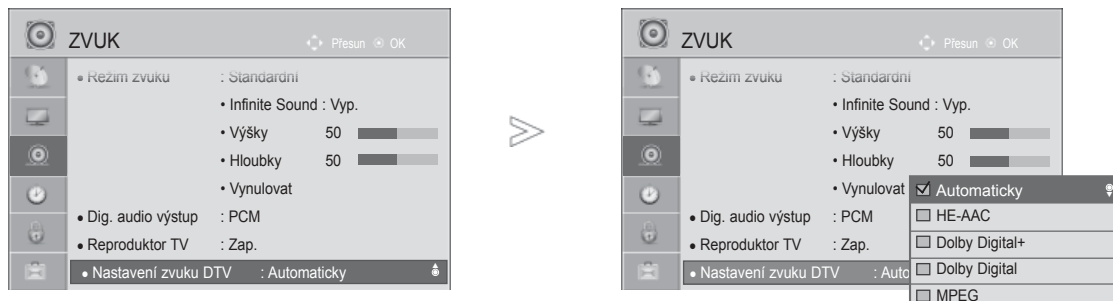 ZVUK
Přesun OK
• Režim zvuku : Standardní
• Infinite Sound : Vyp.
• Výšky 50
• Hloubky 50
• Vynulovat
• Dig. audio výstup : PCM
• Reproduktor TV : Zap.
• Nastavení zvuku DTV : Automaticky
ZVUK
Přesun OK
• Režim zvuku : Standardní
• Infinite Sound : Vyp.
• Výšky 50
• Hloubky 50
• Vynulovat
• Dig. audio výstup : PCM
• Reproduktor TV : Zap.
• Nastavení zvuku DTV : Auto
Automaticky
HE-AAC
Dolby Digital+
Dolby Digital
MPEG